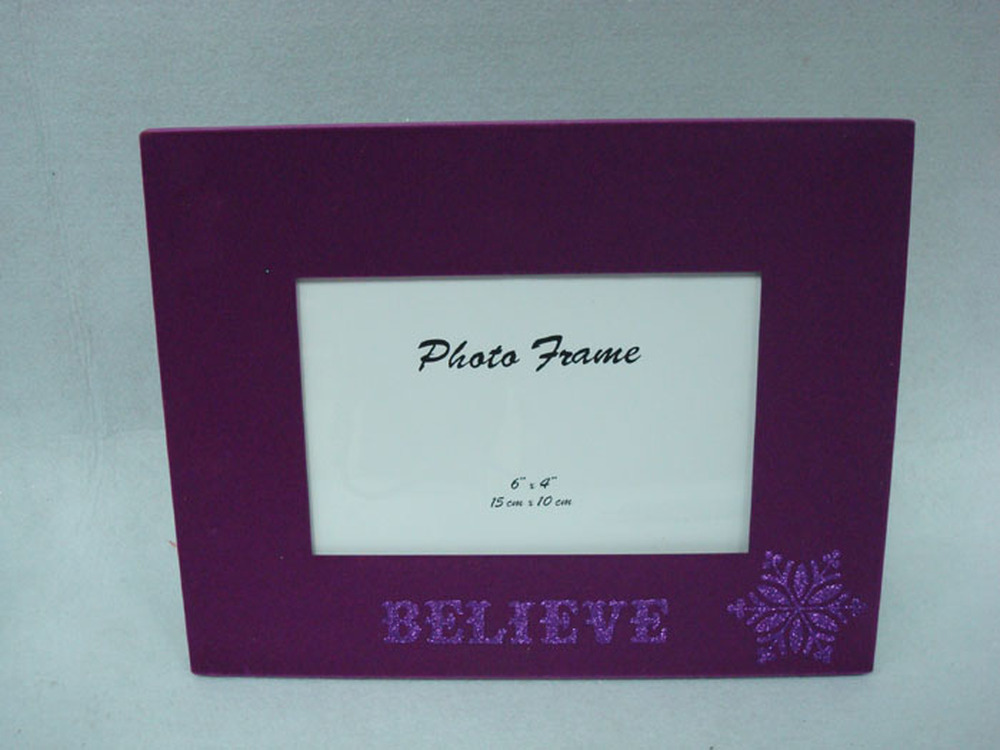 Photo Frame
6" x 4"
15 cm x 10 cm
BELIEVE